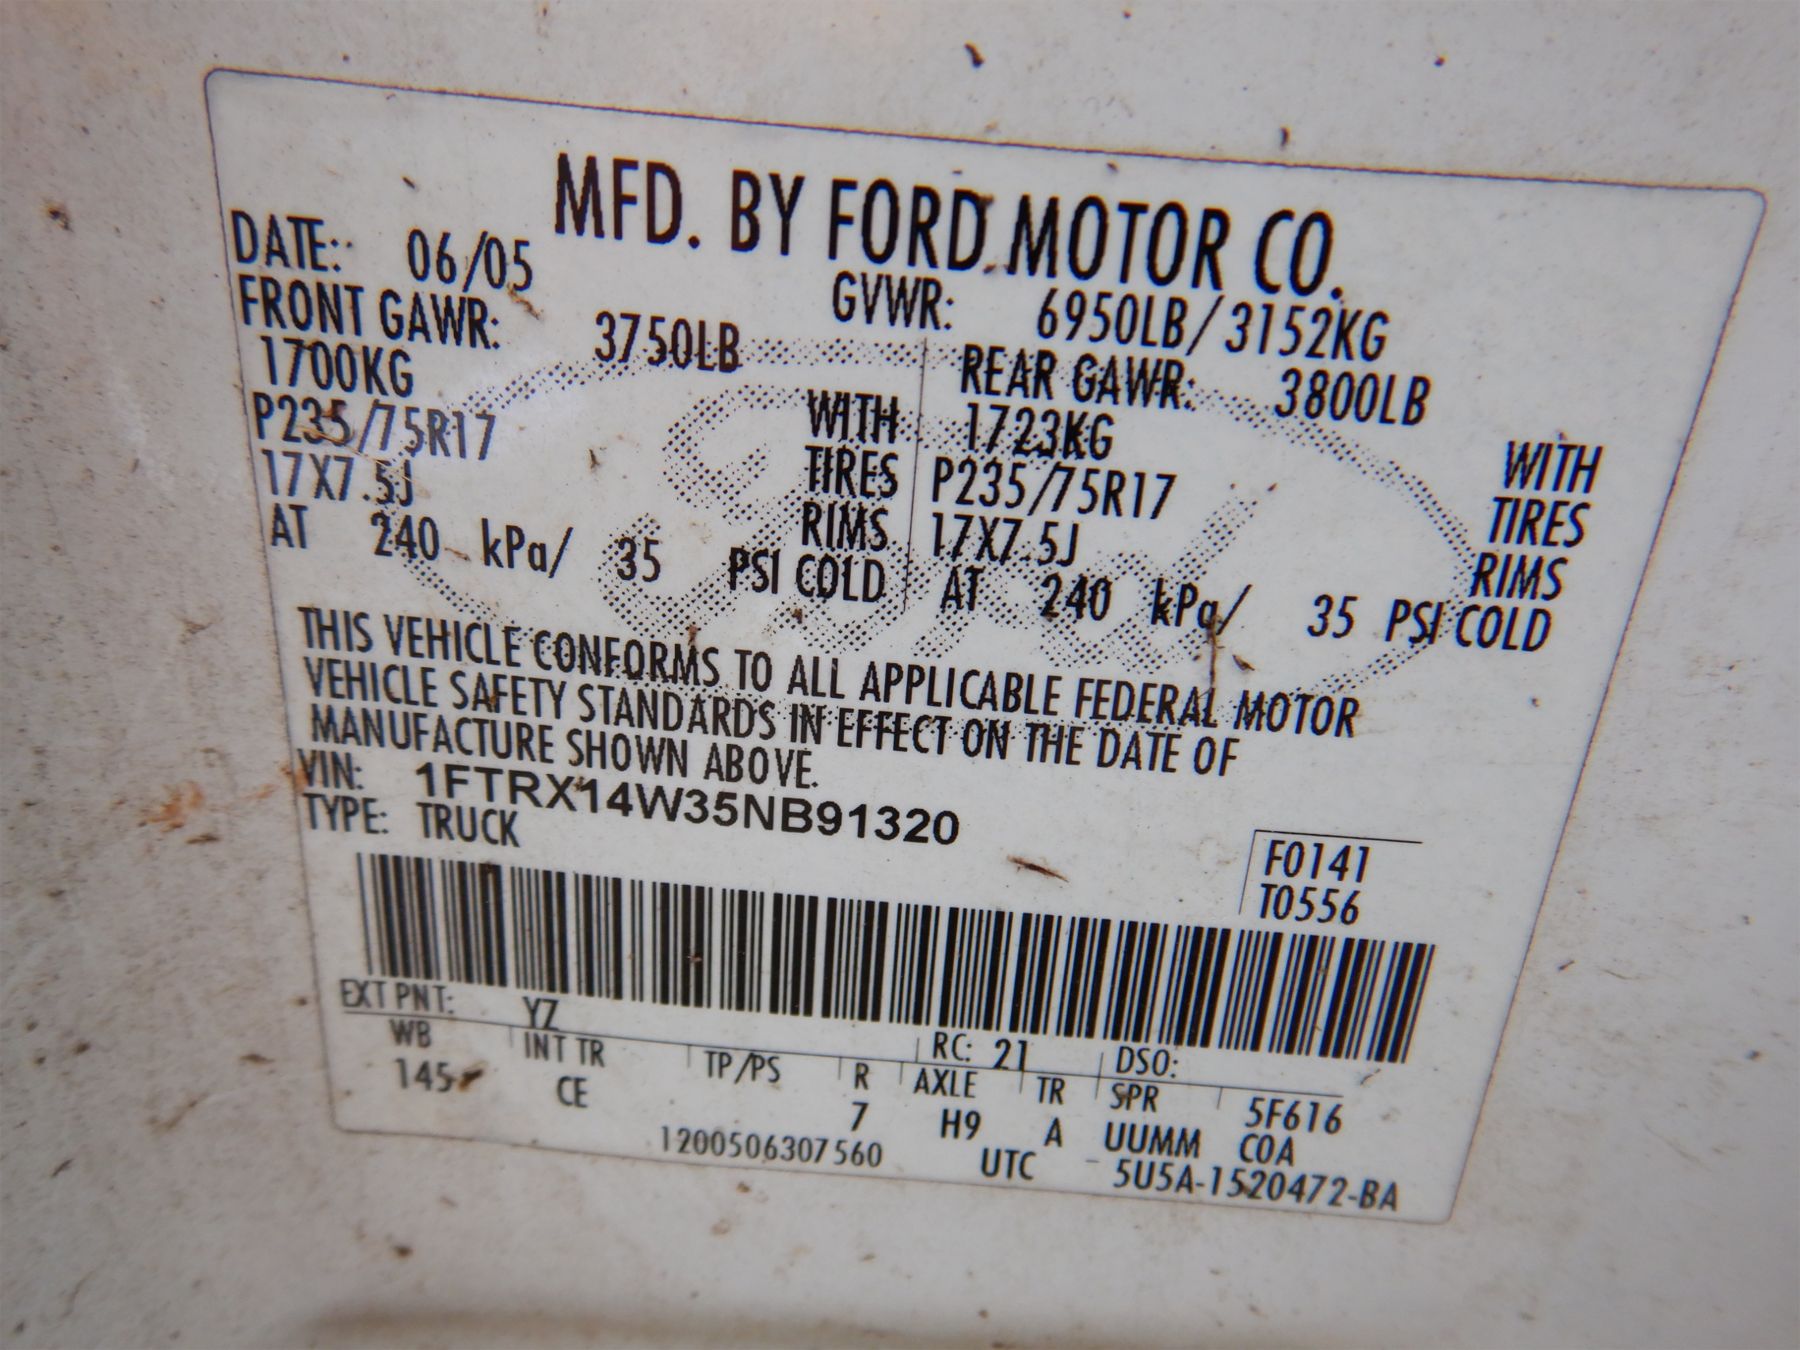 MFD. BY FORD MOTOR CO.
DATE: 06/05 GVWR: 6950LB/3152KG
FRONT GAWR: 3750LB REAR GAWR: 3800LB
1700KG WITH 1723KG WITH
P235/75R17 TIRES P235/75R17 TIRES
17X7.5J RIMS 17X7.5J RIMS
AT 240 kPa/ 35 PSI COLD AT 240 kPa/ 35 PSI COLD
THIS VEHICLE CONFORMS TO ALL APPLICABLE FEDERAL MOTOR
VEHICLE SAFETY STANDARDS IN EFFECT ON THE DATE OF
MANUFACTURE SHOWN ABOVE.
VIN: 1FTRX14W35NB91320
TYPE: TRUCK
F0141
T0556
EXT PNT: YZ RC: 21 DSO:
WB INT TR TP/PS R AXLE TR SPR 5F616
145 CE 7 H9 A UUMM COA
1200506307560 UTC 5U5A-1520472-BA